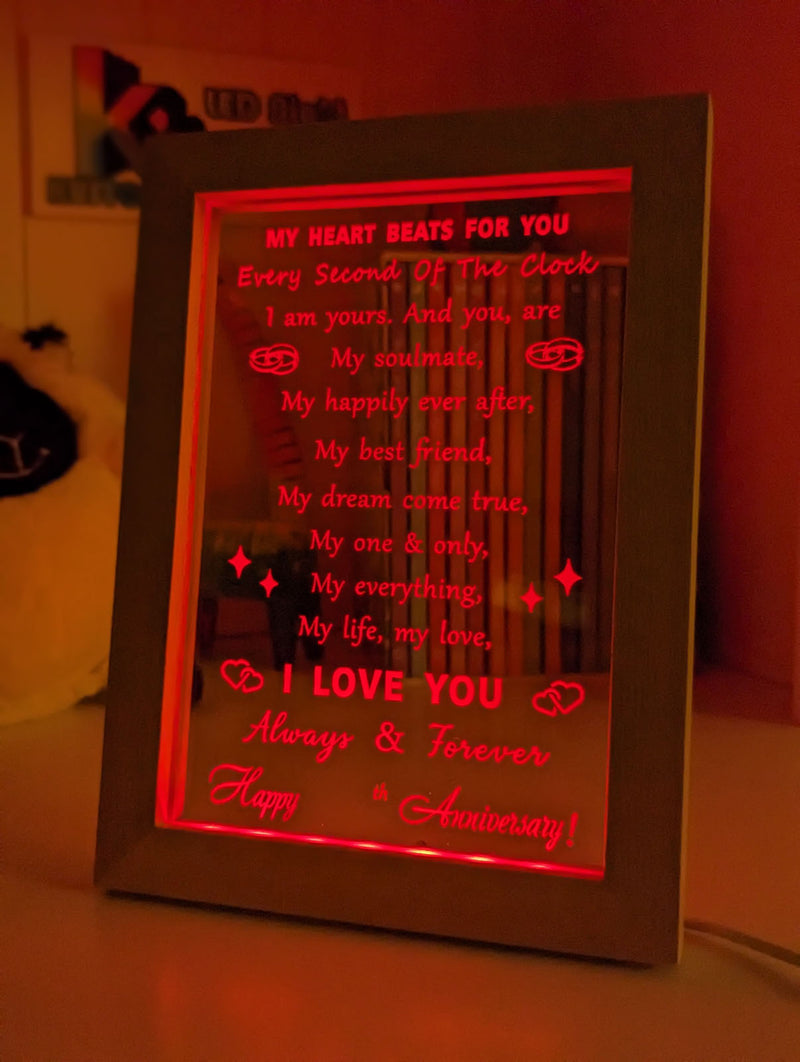 MY HEART BEATS FOR YOU
Every Second Of The Clock
I am yours. And you, are
My soulmate,
My happily ever after,
My best friend,
My dream come true,
My one & only,
My everything,
My life, my love,
I LOVE YOU
Always & Forever
Happy th Anniversary!
LED